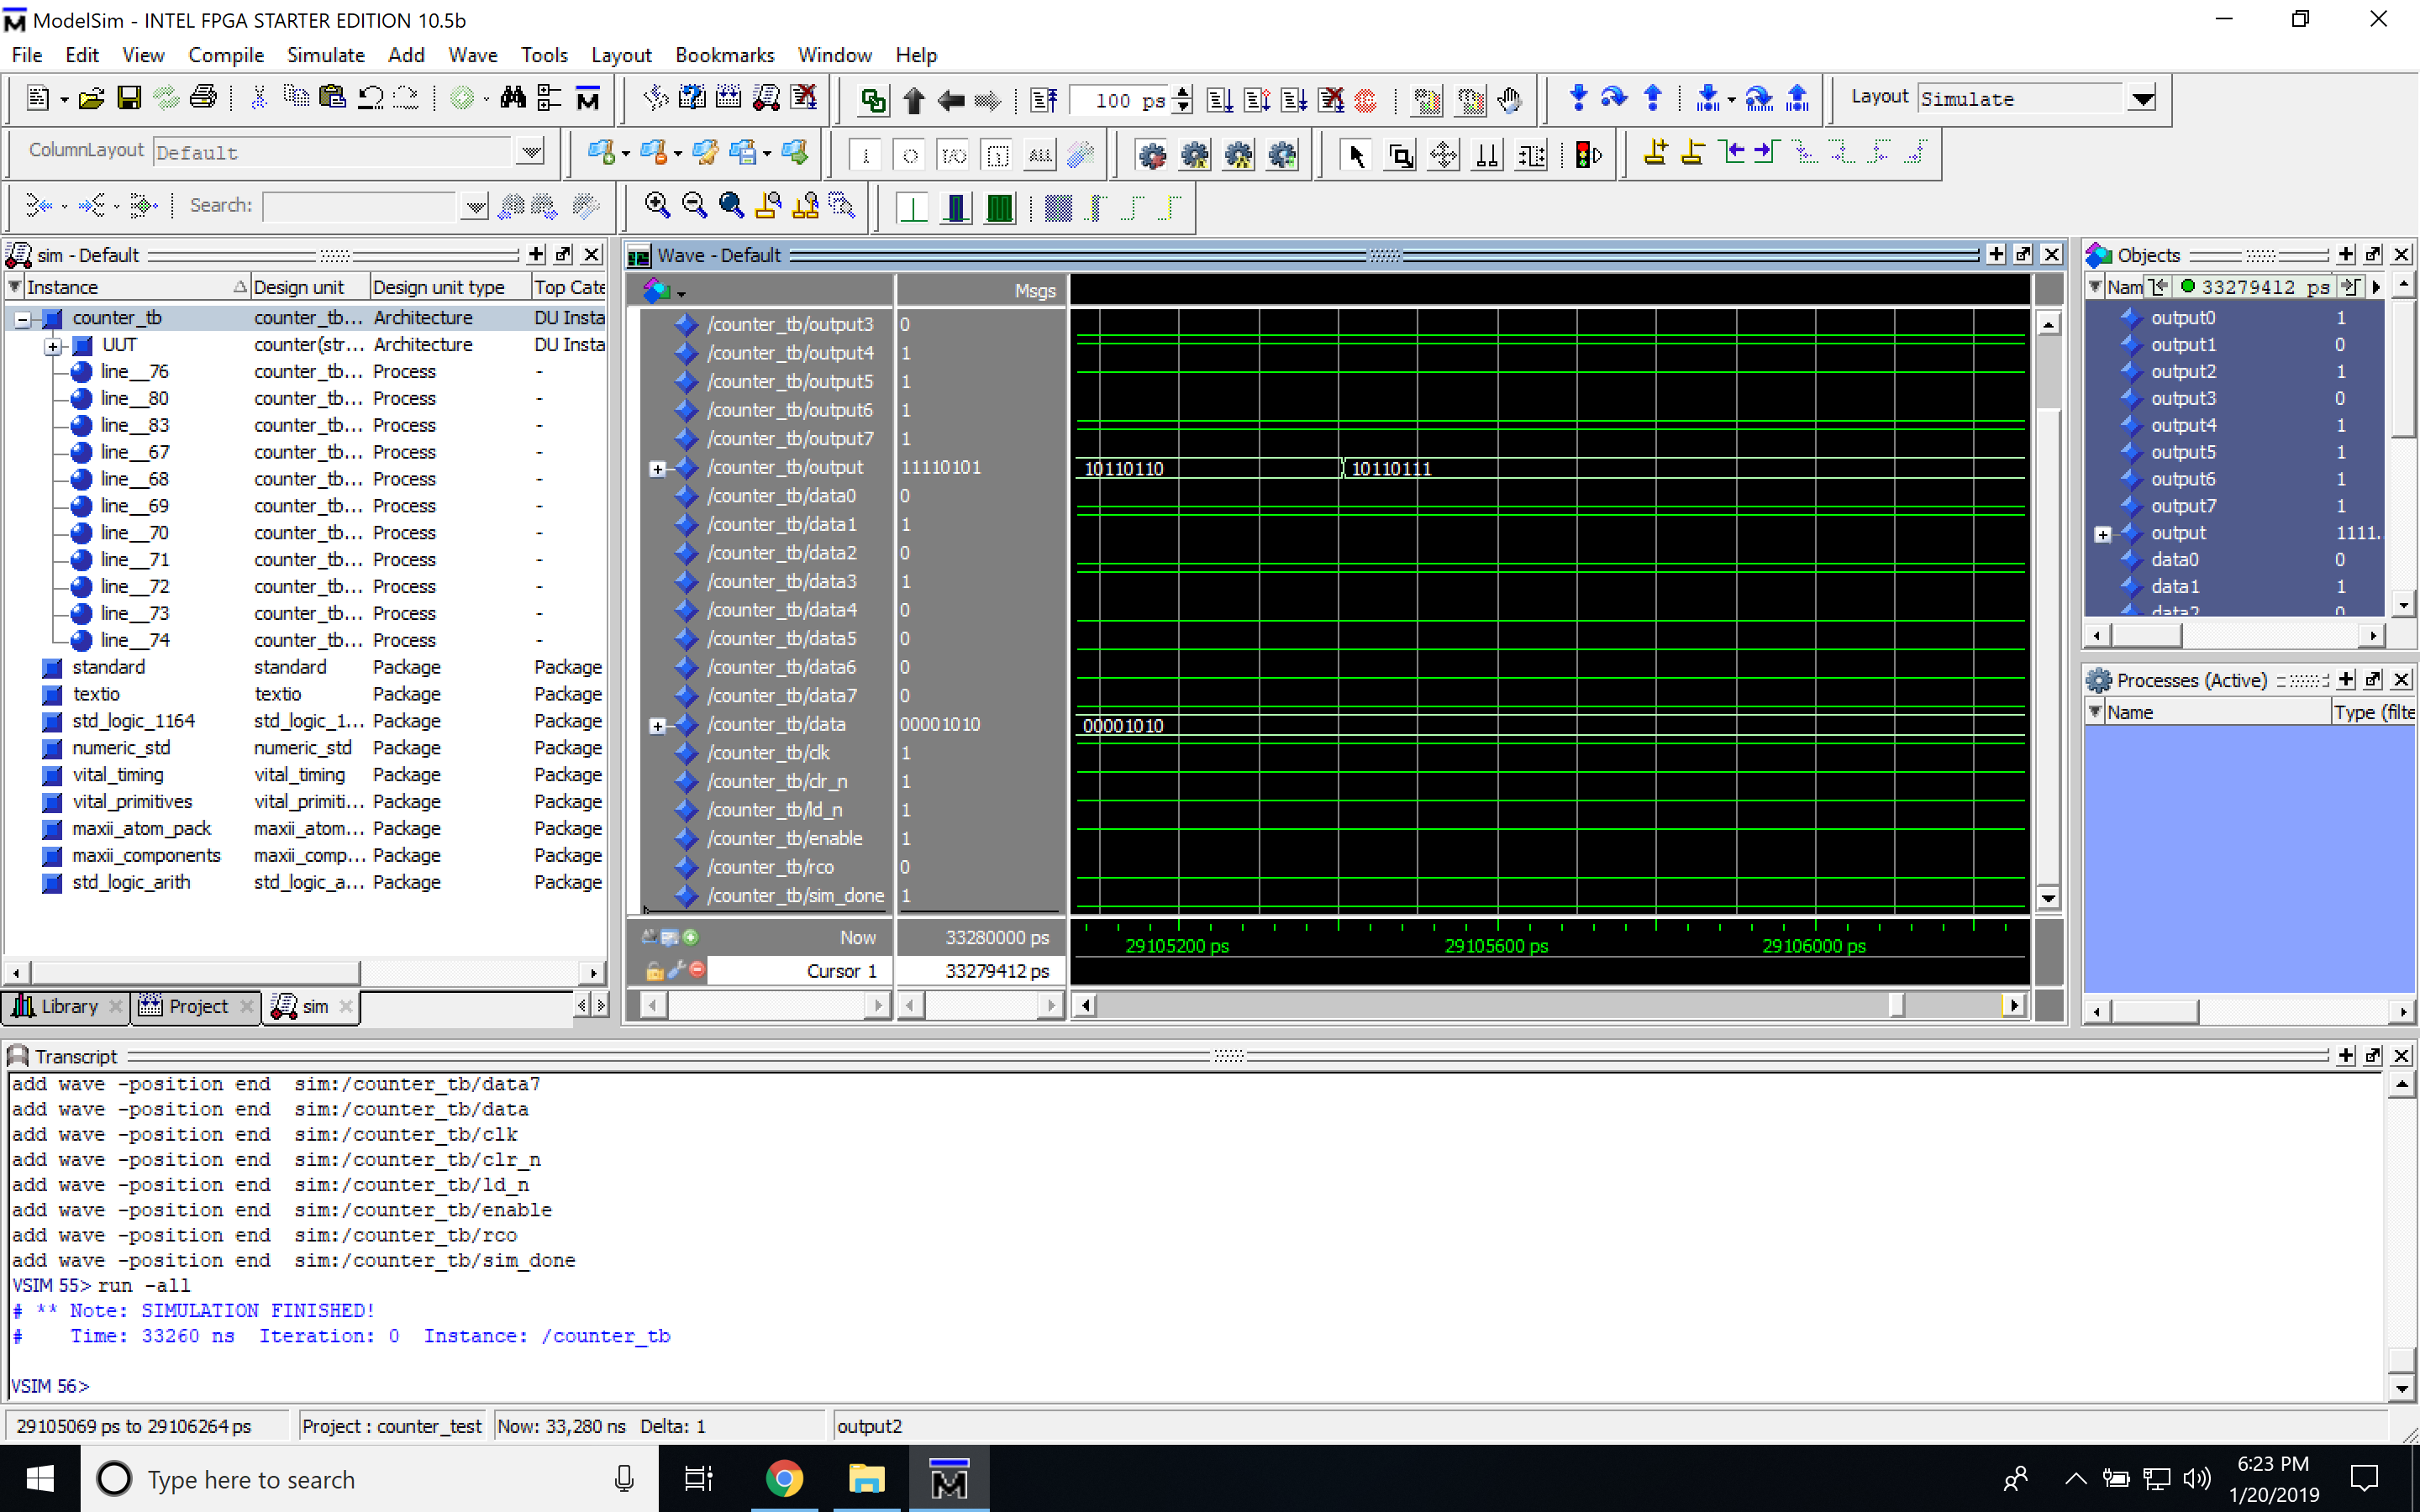 ModelSim - INTEL FPGA STARTER EDITION 10.5b
File Edit View Compile Simulate Add Wave Tools Layout Bookmarks Window Help
100 ps
Layout Simulate
ColumnLayout Default
Search:
sim - Default
Instance Design unit Design unit type Top Cate
counter_tb counter_tb... Architecture DU Insta
UUT counter(str... Architecture DU Insta
line__76 counter_tb... Process -
line__80 counter_tb... Process -
line__83 counter_tb... Process -
line__67 counter_tb... Process -
line__68 counter_tb... Process -
line__69 counter_tb... Process -
line__70 counter_tb... Process -
line__71 counter_tb... Process -
line__72 counter_tb... Process -
line__73 counter_tb... Process -
line__74 counter_tb... Process -
standard standard Package Package
textio textio Package Package
std_logic_1164 std_logic_1... Package Package
numeric_std numeric_std Package Package
vital_timing vital_timing Package Package
vital_primitives vital_primiti... Package Package
maxii_atom_pack maxii_atom... Package Package
maxii_components maxii_comp... Package Package
std_logic_arith std_logic_a... Package Package
Library Project sim
Wave - Default
Msgs
/counter_tb/output3 0
/counter_tb/output4 1
/counter_tb/output5 1
/counter_tb/output6 1
/counter_tb/output7 1
/counter_tb/output 11110101 10110110 10110111
/counter_tb/data0 0
/counter_tb/data1 1
/counter_tb/data2 0
/counter_tb/data3 1
/counter_tb/data4 0
/counter_tb/data5 0
/counter_tb/data6 0
/counter_tb/data7 0
/counter_tb/data 00001010 00001010
/counter_tb/clk 1
/counter_tb/clr_n 1
/counter_tb/ld_n 1
/counter_tb/enable 1
/counter_tb/rco 0
/counter_tb/sim_done 1
Now 33280000 ps 29105200 ps 29105600 ps 29106000 ps
Cursor 1 33279412 ps
Objects
Nam 33279412 ps
output0 1
output1 0
output2 1
output3 0
output4 1
output5 1
output6 1
output7 1
output 1111..
data0 0
data1 1
data2 0
Processes (Active)
Name Type (filte
Transcript
add wave -position end sim:/counter_tb/data7
add wave -position end sim:/counter_tb/data
add wave -position end sim:/counter_tb/clk
add wave -position end sim:/counter_tb/clr_n
add wave -position end sim:/counter_tb/ld_n
add wave -position end sim:/counter_tb/enable
add wave -position end sim:/counter_tb/rco
add wave -position end sim:/counter_tb/sim_done
VSIM 55> run -all
# ** Note: SIMULATION FINISHED!
# Time: 33260 ns Iteration: 0 Instance: /counter_tb
VSIM 56>
29105069 ps to 29106264 ps Project : counter_test Now: 33,280 ns Delta: 1 output2
Type here to search
6:23 PM
1/20/2019